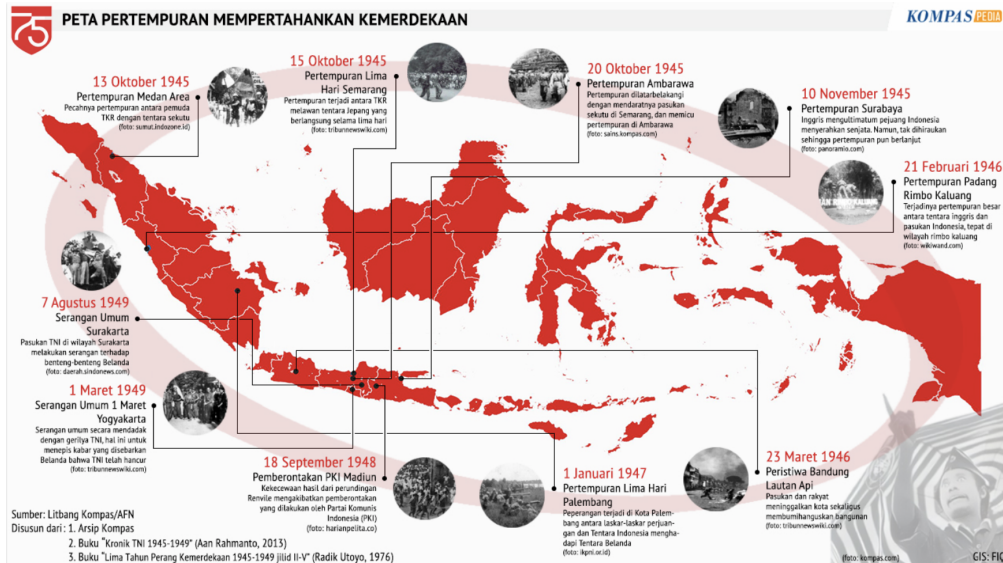 75
PETA PERTEMPURAN MEMPERTAHANKAN KEMERDEKAAN
KOMPAS PEDIA
13 Oktober 1945
Pertempuran Medan Area
Pecahnya pertempuran antara pemuda
TKR dengan tentara sekutu
(foto: sumut.indozone.id)
15 Oktober 1945
Pertempuran Lima
Hari Semarang
Pertempuran terjadi antara TKR
melawan tentara Jepang yang
berlangsung selama lima hari
(foto: tribunnewswiki.com)
20 Oktober 1945
Pertempuran Ambarawa
Pertempuran dilatarbelakangi
dengan mendaratnya pasukan
sekutu di Semarang, dan memicu
pertempuran di Ambarawa
(foto: sains.kompas.com)
10 November 1945
Pertempuran Surabaya
Inggris mengultimatum pejuang Indonesia
menyerahkan senjata. Namun, tak dihiraukan
sehingga pertempuran pun berlanjut
(foto: panoramio.com)
21 Februari 1946
Pertempuran Padang
Rimbo Kaluang
Terjadinya pertempuran besar
antara tentara inggris dan
pasukan Indonesia, tepat di
wilayah rimbo kaluang
(foto: wikiwand.com)
7 Agustus 1949
Serangan Umum
Surakarta
Pasukan TNI di wilayah Surakarta
melakukan serangan terhadap
benteng-benteng Belanda
(foto: daerah.sindonews.com)
1 Maret 1949
Serangan Umum 1 Maret
Yogyakarta
Serangan umum secara mendadak
dengan gerilya TNI, hal ini untuk
menepis kabar yang disebarkan
Belanda bahwa TNI telah hancur
(foto: tribunnewswiki.com)
18 September 1948
Pemberontakan PKI Madiun
Kekecewaan hasil dari perundingan
Renvile mengakibatkan pemberontakan
yang dilakukan oleh Partai Komunis
Indonesia (PKI)
(foto: harianpelita.co)
1 Januari 1947
Pertempuran Lima Hari
Palembang
Peperangan terjadi di Kota Palem-
bang antara laskar-laskar perjuan-
gan dan Tentara Indonesia mengha-
dapi Tentara Belanda
(foto: ikpni.or.id)
23 Maret 1946
Peristiwa Bandung
Lautan Api
Pasukan dan rakyat
meninggalkan kota sekaligus
membumihanguskan bangunan
(foto: tribunnewswiki.com)
Sumber: Litbang Kompas/AFN
Disusun dari: 1. Arsip Kompas
2. Buku "Kronik TNI 1945-1949" (Aan Rahmanto, 2013)
3. Buku "Lima Tahun Perang Kemerdekaan 1945-1949 jilid II-V" (Radik Utoyo, 1976)
(foto: kompas.com)
GIS: FIQ